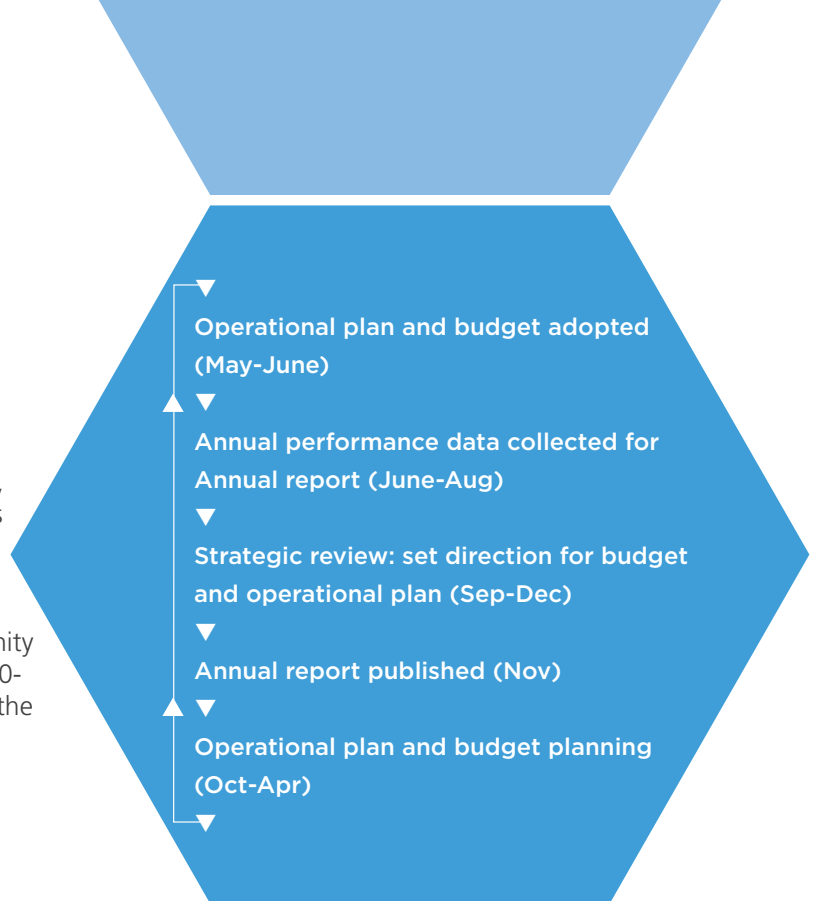 Operational plan and budget adopted
(May-June)
Annual performance data collected for
Annual report (June-Aug)
Strategic review: set direction for budget
and operational plan (Sep-Dec)
Annual report published (Nov)
Operational plan and budget planning
(Oct-Apr)
the